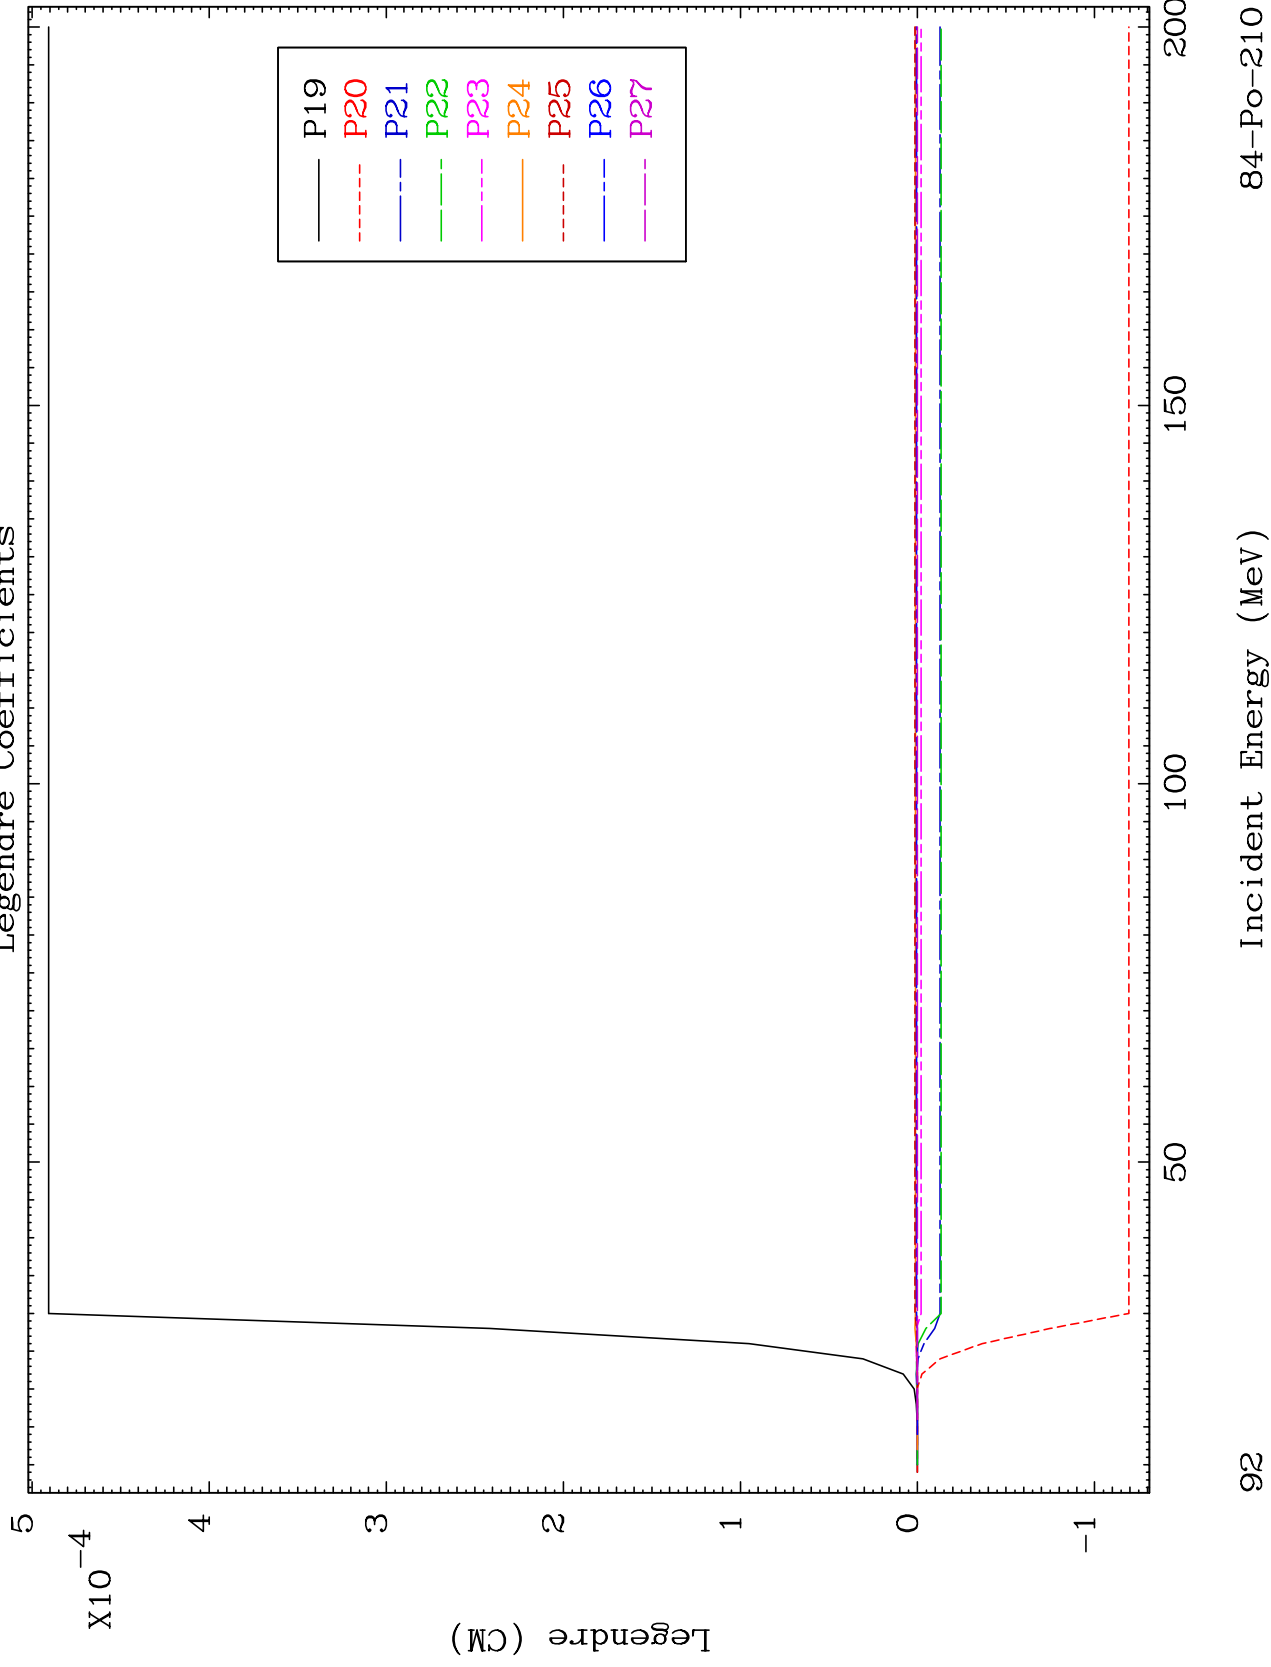 Legendre Coefficients
P19
P20
P21
P22
P23
P24
P25
P26
P27
5
4
3
2
1
0
-1
X10-4
Legendre (CM)
50
100
150
200
Incident Energy (MeV)
92
84-Po-210